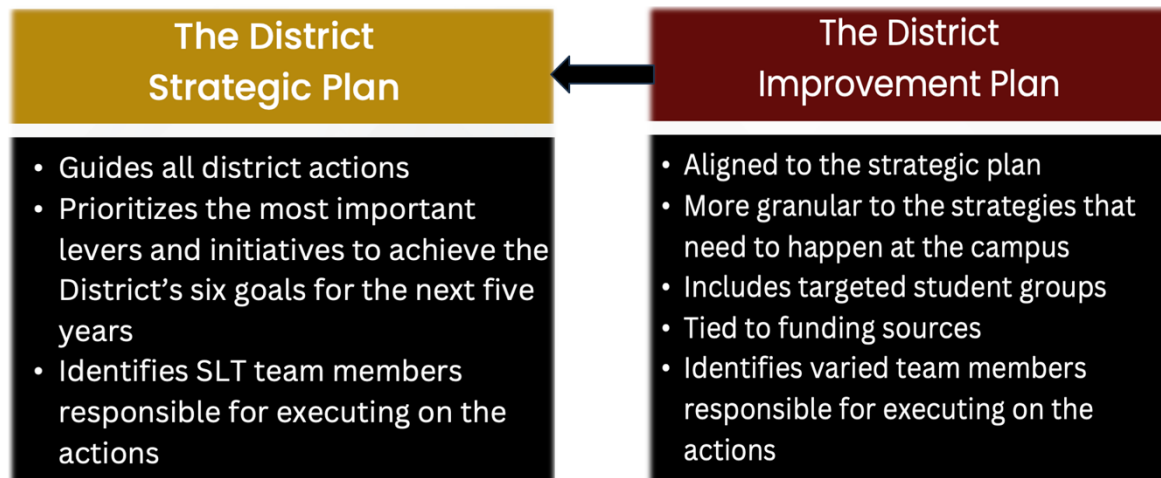 The District
Strategic Plan
• Guides all district actions
• Prioritizes the most important
levers and initiatives to achieve the
District's six goals for the next five
years
• Identifies SLT team members
responsible for executing on the
actions
The District
Improvement Plan
• Aligned to the strategic plan
• More granular to the strategies that
need to happen at the campus
• Includes targeted student groups
• Tied to funding sources
• Identifies varied team members
responsible for executing on the
actions